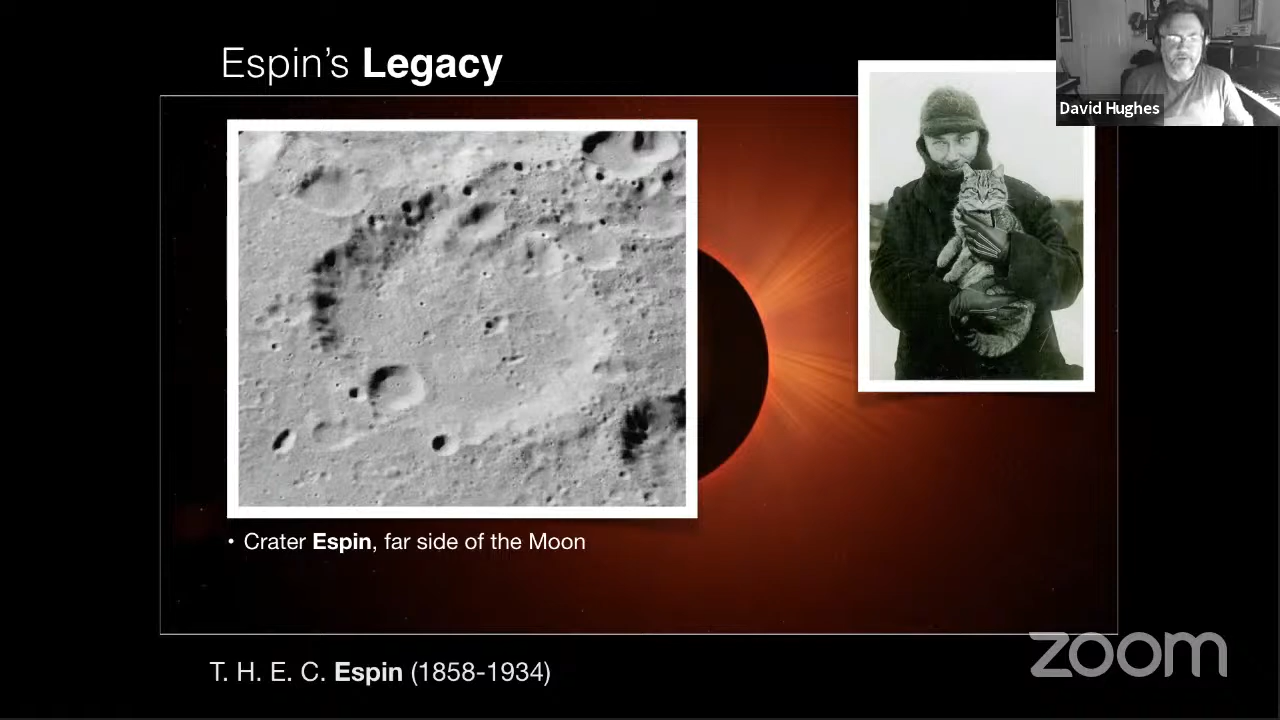 Espin's Legacy
David Hughes
• Crater Espin, far side of the Moon
T. H. E. C. Espin (1858-1934)
zoom